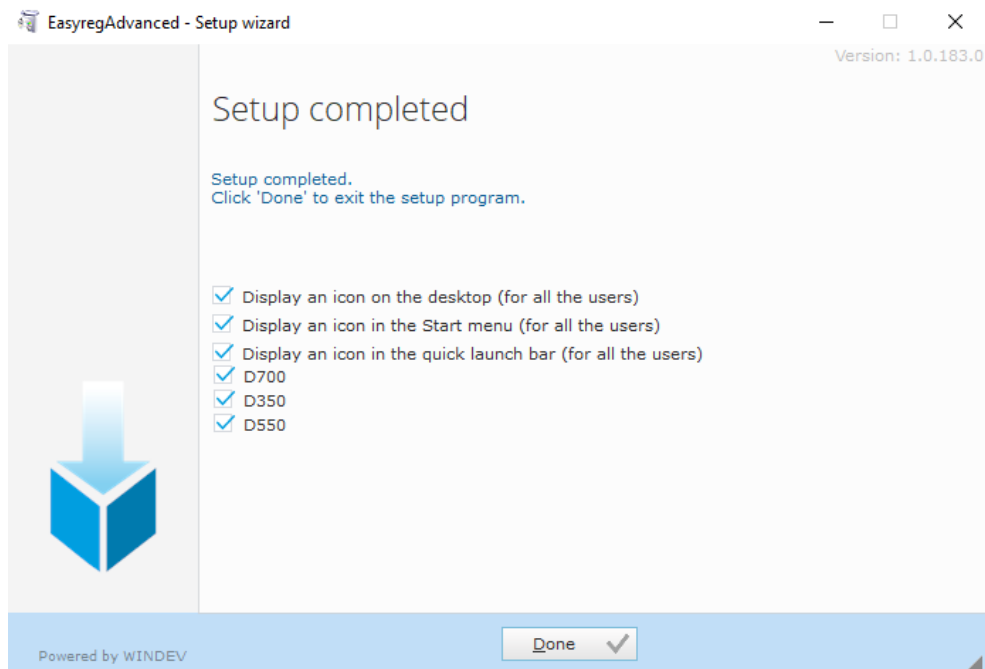 EasyregAdvanced - Setup wizard
Version: 1.0.183.0
Setup completed
Setup completed.
Click 'Done' to exit the setup program.
Display an icon on the desktop (for all the users)
Display an icon in the Start menu (for all the users)
Display an icon in the quick launch bar (for all the users)
D700
D350
D550
Done
Powered by WINDEV